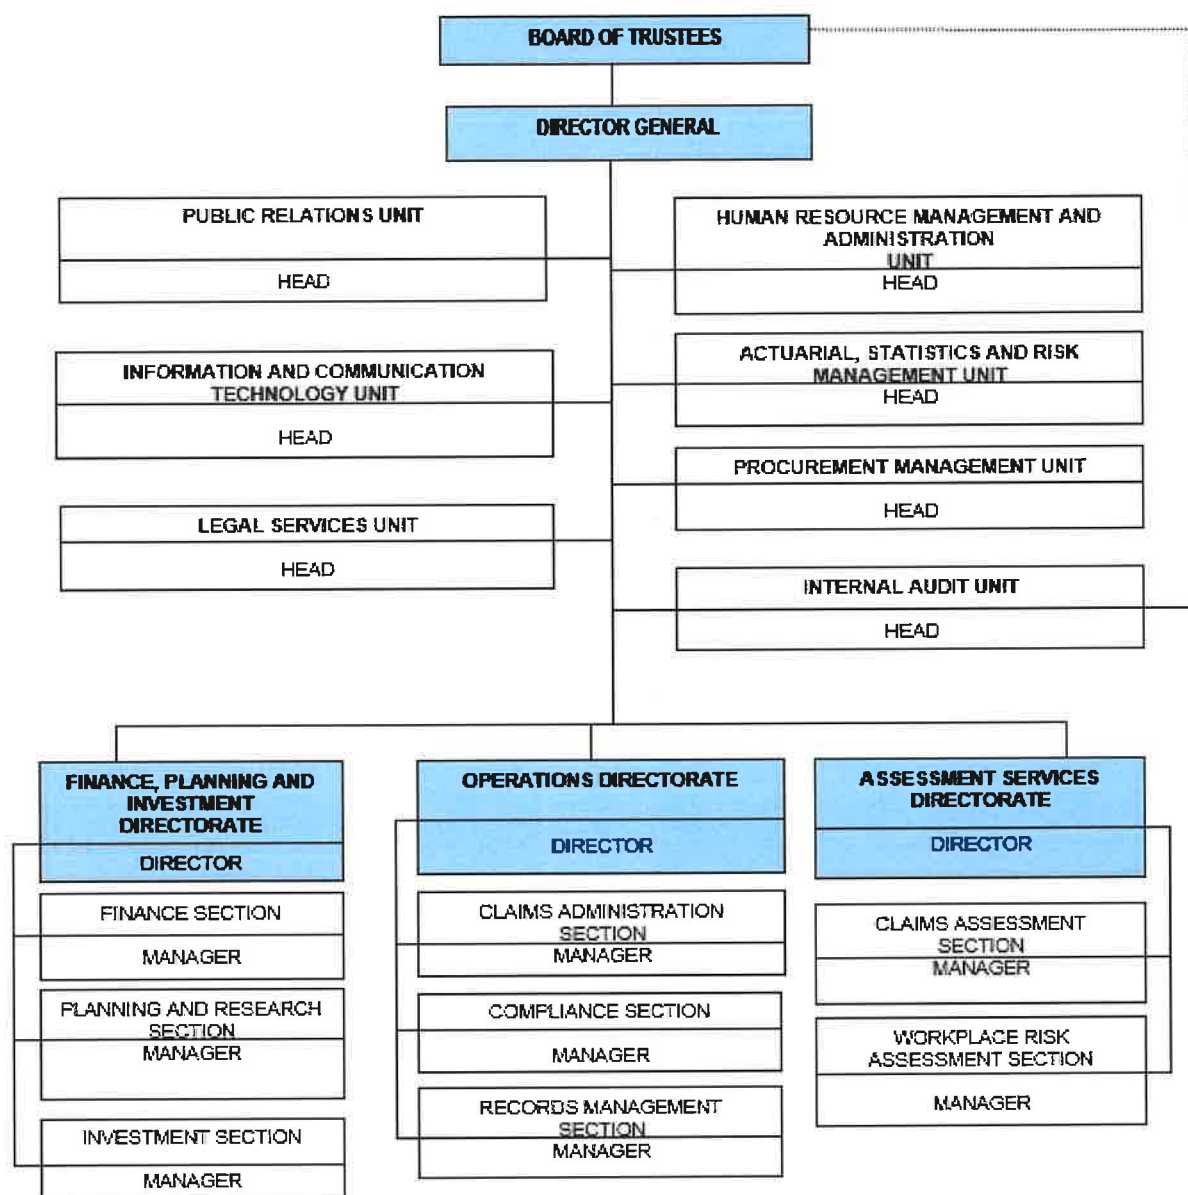 BOARD OF TRUSTEES
DIRECTOR GENERAL
PUBLIC RELATIONS UNIT
HEAD
HUMAN RESOURCE MANAGEMENT AND
ADMINISTRATION
UNIT
HEAD
INFORMATION AND COMMUNICATION
TECHNOLOGY UNIT
HEAD
ACTUARIAL, STATISTICS AND RISK
MANAGEMENT UNIT
HEAD
PROCUREMENT MANAGEMENT UNIT
HEAD
LEGAL SERVICES UNIT
HEAD
INTERNAL AUDIT UNIT
HEAD
FINANCE, PLANNING AND
INVESTMENT
DIRECTORATE
DIRECTOR
FINANCE SECTION
MANAGER
PLANNING AND RESEARCH
SECTION
MANAGER
INVESTMENT SECTION
MANAGER
OPERATIONS DIRECTORATE
DIRECTOR
CLAIMS ADMINISTRATION
SECTION
MANAGER
COMPLIANCE SECTION
MANAGER
RECORDS MANAGEMENT
SECTION
MANAGER
ASSESSMENT SERVICES
DIRECTORATE
DIRECTOR
CLAIMS ASSESSMENT
SECTION
MANAGER
WORKPLACE RISK
ASSESSMENT SECTION
MANAGER